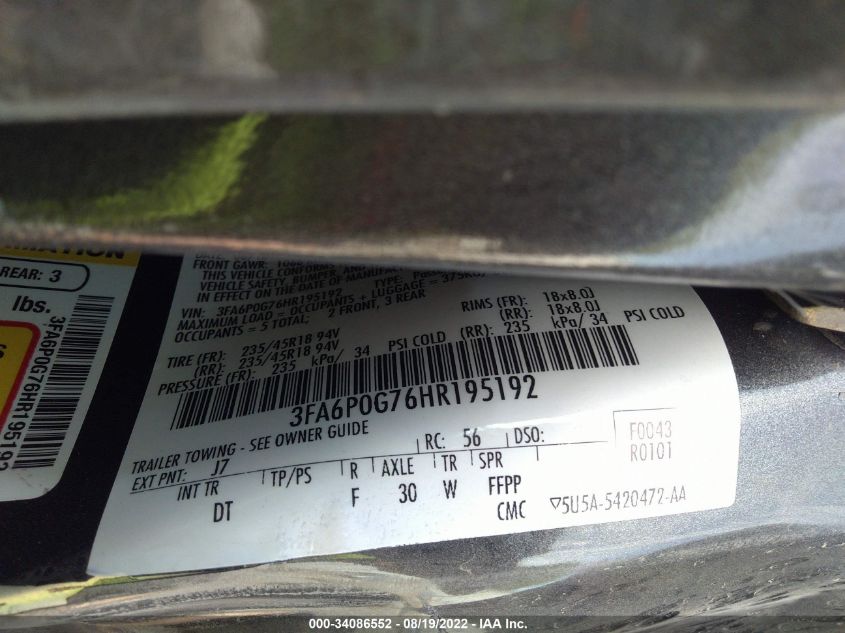 MATION
REAR: 3
lbs.
3FA6P0G76HR195192
FRONT GAWR:
THIS VEHICLE CONFORMS
VEHICLE SAFETY, BUMPER, AND
IN EFFECT ON THE DATE OF MANUFAC
VIN: 3FA6P0G76HR195192 TYPE:
MAXIMUM LOAD = OCCUPANTS + LUGGAGE = 375KG/
OCCUPANTS = 5 TOTAL; 2 FRONT, 3 REAR
TIRE (FR): 235/45R18 94V RIMS (FR): 18x8.0J
(RR): 235/45R18 94V (RR): 18x8.0J
PRESSURE (FR): 235 kPa/ 34 PSI COLD (RR): 235 kPa/ 34 PSI COLD
3FA6P0G76HR195192
TRAILER TOWING - SEE OWNER GUIDE
EXT PNT: J7 RC: 56 DSO:
F0043
R0101
INT TR TP/PS R AXLE TR SPR
DT F 30 W FFPP
CMC
▽5U5A-5420472-AA
000-34086552 - 08/19/2022 - © IAA Inc.